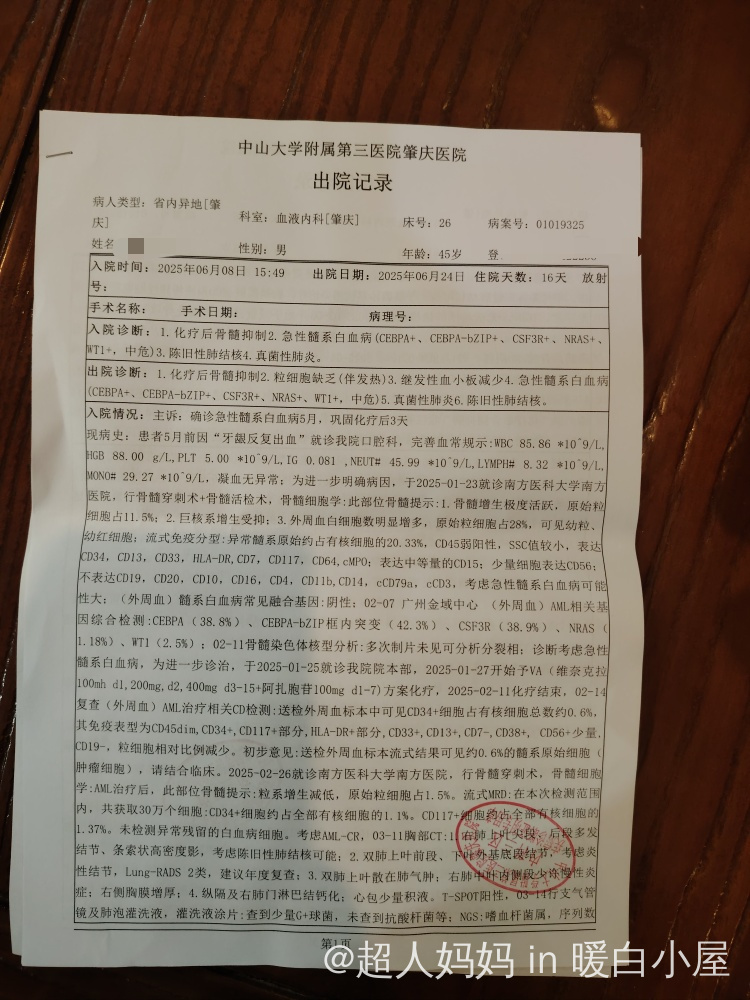 中山大学附属第三医院肇庆医院
出院记录
病人类型: 省内异地[肇庆] 科室: 血液内科[肇庆] 床号: 26 病案号: 01019325
姓名 性别: 男 年龄: 45岁 登
入院时间: 2025年06月08日 15:49 出院日期: 2025年06月24日 住院天数: 16天 放射
号:
手术名称: 手术日期: 病理号:
入院诊断: 1.化疗后骨髓抑制2.急性髓系白血病(CEBPA+、CEBPA-bZIP+、CSF3R+、NRAS+、
WT1+, 中危)3.陈旧性肺结核4.真菌性肺炎。
出院诊断: 1.化疗后骨髓抑制2.粒细胞缺乏(伴发热)3.继发性血小板减少4.急性髓系白血病
(CEBPA+、CEBPA-bZIP+、CSF3R+、NRAS+、WT1+, 中危)5.真菌性肺炎6.陈旧性肺结核。
入院情况: 主诉: 确诊急性髓系白血病5月, 巩固化疗后3天
现病史: 患者5月前因“牙龈反复出血”就诊我院口腔科, 完善血常规示:WBC 85.86 *10^9/L,
HGB 88.00 g/L,PLT 5.00 *10^9/L,IG 0.081 ,NEUT# 45.99 *10^9/L,LYMPH# 8.32 *10^9/L,
MONO# 29.27 *10^9/L, 凝血无异常; 为进一步明确病因, 于2025-01-23就诊南方医科大学南方
医院, 行骨髓穿刺术+骨髓活检术, 骨髓细胞学:此部位骨髓提示: 1.骨髓增生极度活跃, 原始粒
细胞占11.5%; 2.巨核系增生受抑; 3.外周血白细胞数明显增多, 原始粒细胞占28%, 可见幼粒、
幼红细胞; 流式免疫分型:异常髓系原始约占有核细胞的20.33%, CD45弱阳性, SSC值较小, 表达
CD34, CD13, CD33, HLA-DR,CD7, CD117, CD64,cMPO; 表达中等量的CD15; 少量细胞表达CD56;
不表达CD19, CD20, CD10, CD16, CD4, CD11b,CD14, cCD79a, cCD3, 考虑急性髓系白血病可能
性大; (外周血)髓系白血病常见融合基因:阴性; 02-07 广州金域中心 (外周血)AML相关基
因综合检测:CEBPA (38.8%)、CEBPA-bZIP框内突变 (42.3%)、CSF3R (38.9%)、NRAS (
1.18%)、WT1 (2.5%); 02-11骨髓染色体核型分析:多次制片未见可分析分裂相; 诊断考虑急性
髓系白血病, 为进一步诊治, 于2025-01-25就诊我院院本部, 2025-01-27开始予VA (维奈克拉
100mh d1,200mg,d2,400mg d3-15+阿扎胞苷100mg d1-7)方案化疗, 2025-02-11化疗结束, 02-14
复查 (外周血) AML治疗相关CD检测:送检外周血标本中可见CD34+细胞占有核细胞总数约0.6%,
其免疫表型为CD45dim,CD34+,CD117+部分,HLA-DR+部分, CD33+, CD13+,CD7-,CD38+, CD56+少量,
CD19-, 粒细胞相对比例减少。初步意见:送检外周血标本流式结果可见约0.6%的髓系原始细胞 (
肿瘤细胞), 请结合临床。2025-02-26就诊南方医科大学南方医院, 行骨髓穿刺术, 骨髓细胞
学:AML治疗后, 此部位骨髓提示: 粒系增生减低, 原始粒细胞占1.5%。流式MRD:在本次检测范围
内, 共获取30万个细胞:CD34+细胞约占全部有核细胞的1.1%。CD117+细胞约占全部有核细胞的
1.37%。未检测异常残留的白血病细胞。考虑AML-CR, 03-11胸部CT:1.右肺上叶尖段、后段多发
结节、条索状高密度影, 考虑陈旧性肺结核可能; 2.双肺上叶前段、下叶外基底段结节, 考虑炎
性结节, Lung-RADS 2类, 建议年度复查; 3.双肺上叶散在肺气肿; 右肺中叶内侧段少许慢性炎
症; 右侧胸膜增厚; 4.纵隔及右肺门淋巴结钙化; 心包少量积液。T-SPOT阳性, 03-14行支气管
镜及肺泡灌洗液, 灌洗液涂片:查到少量G+球菌, 未查到抗酸杆菌等; NGS:嗜血杆菌属, 序列数
第1页
@超人妈妈 in 暖白小屋